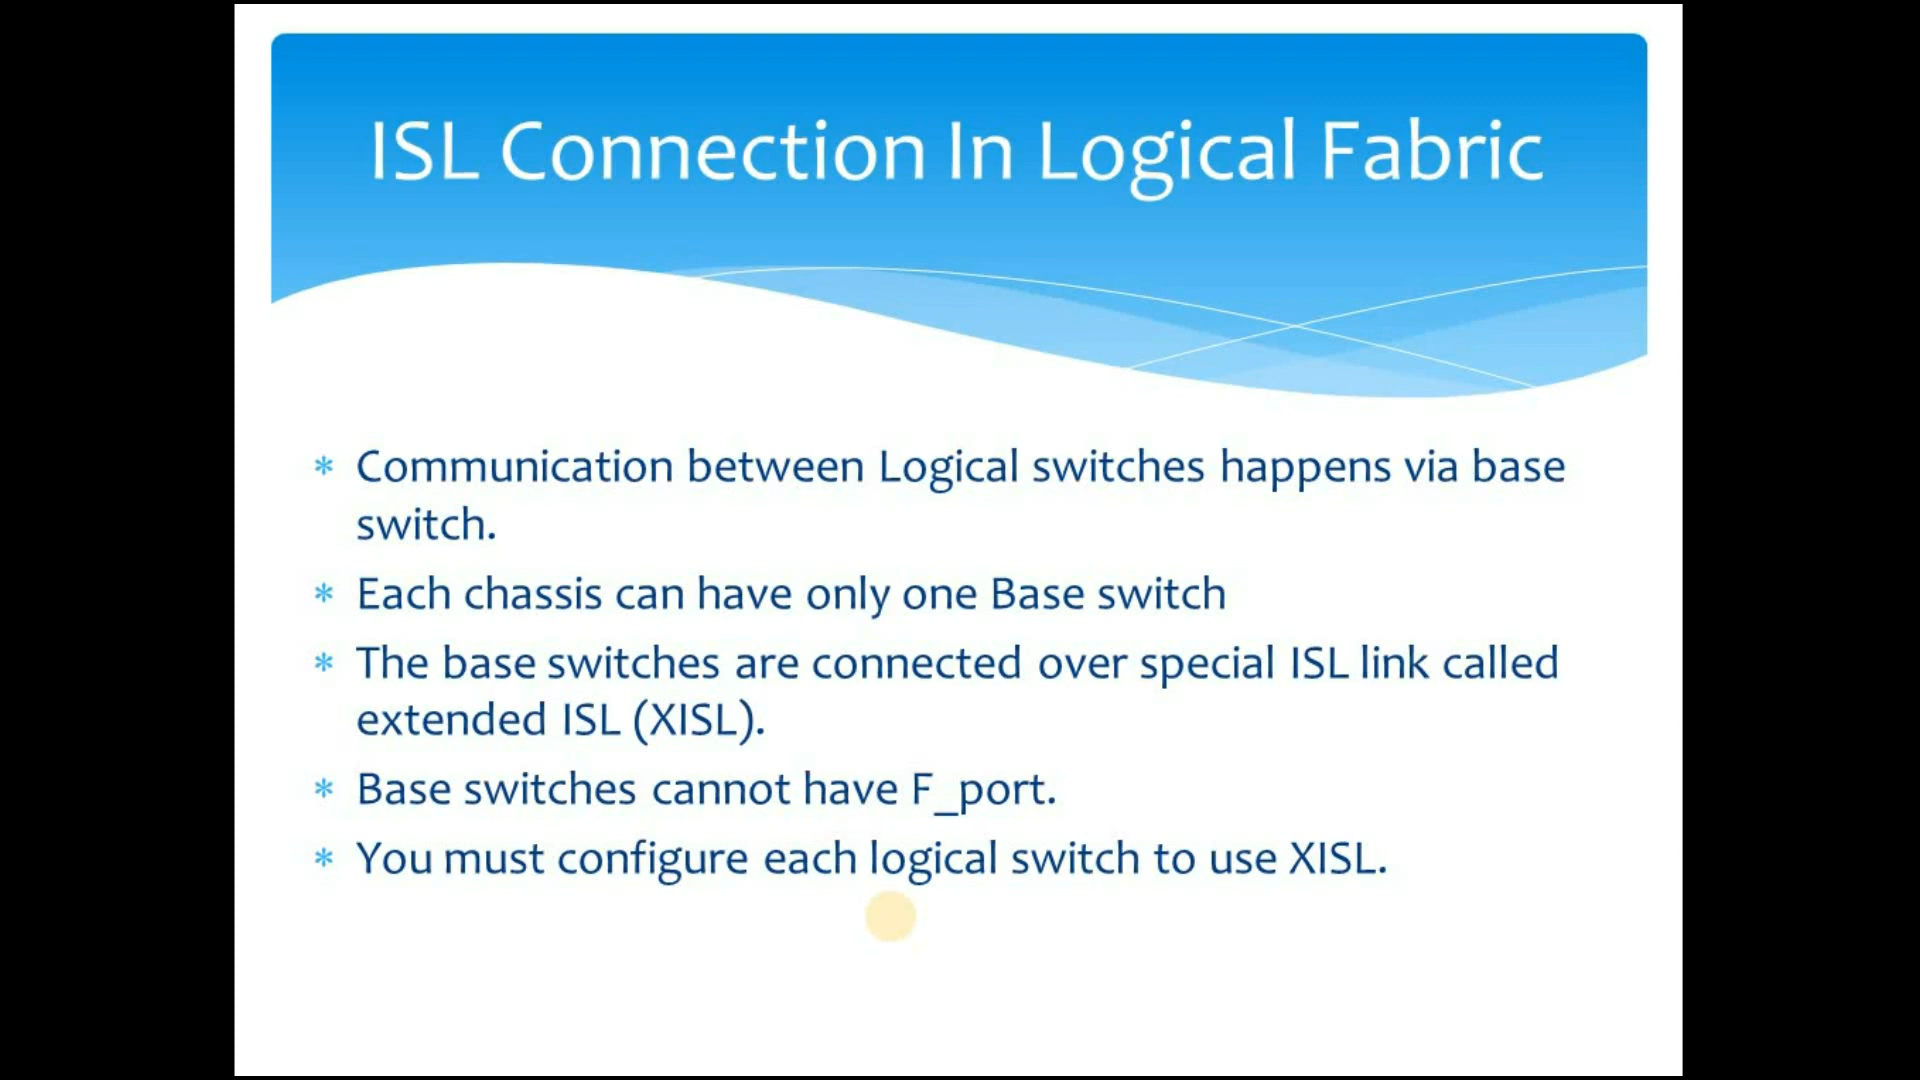 ISL Connection In Logical Fabric
* Communication between Logical switches happens via base
switch.
* Each chassis can have only one Base switch
* The base switches are connected over special ISL link called
extended ISL (XISL).
* Base switches cannot have F_port.
* You must configure each logical switch to use XISL.